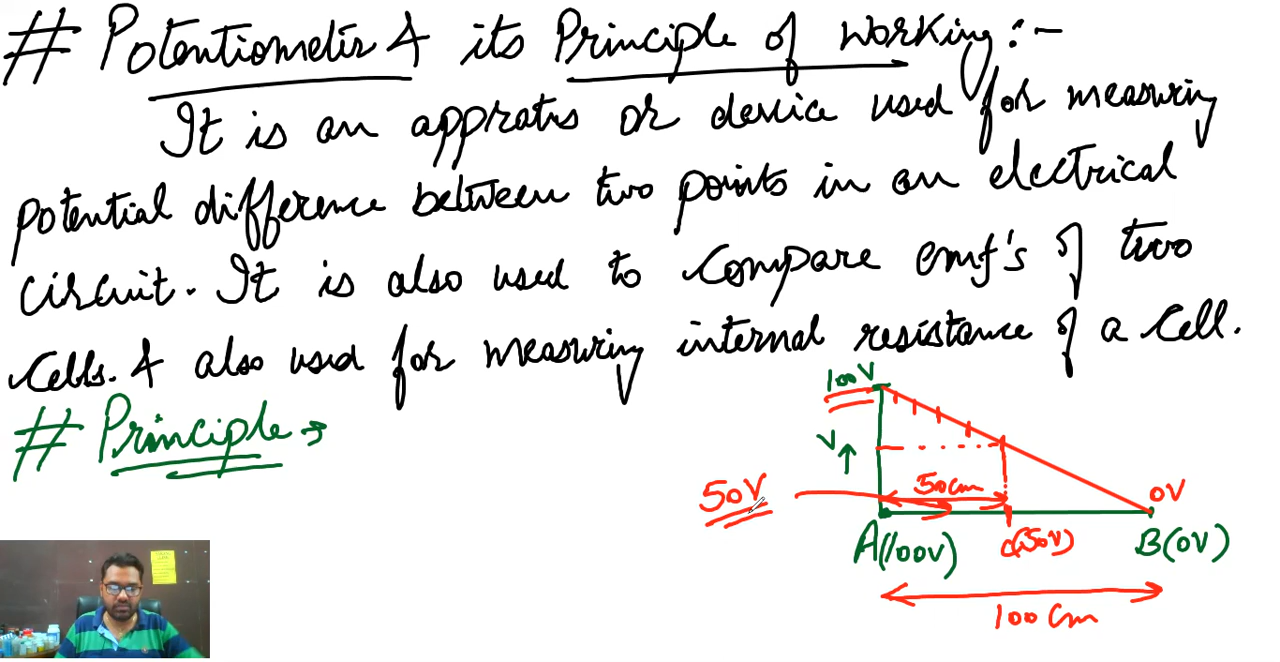 # Potentiometer & its Principle of working :-
It is an appratus or device used for measuring
potential difference between two points in an electrical
circuit. It is also used to compare emf's of two
cells. & also used for measuring internal resistance of a cell.
# Principle →
100V
V ↑
50V
50cm
0V
A(100V)
C(50V)
B(0V)
100 cm